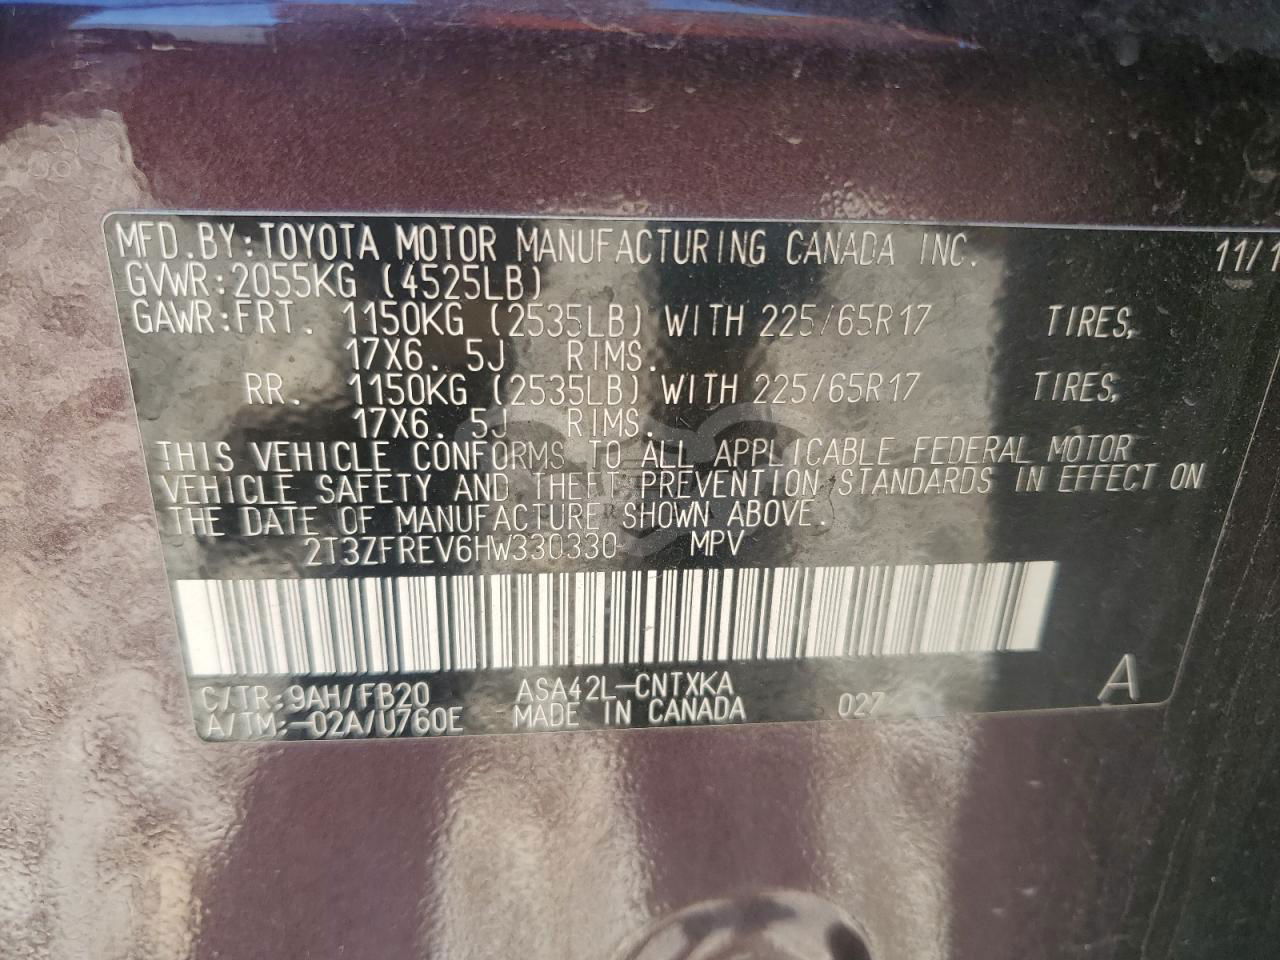 MFD.BY:TOYOTA MOTOR MANUFACTURING CANADA INC. 11/1
GVWR:2055KG (4525LB)
GAWR:FRT. 1150KG (2535LB) WITH 225/65R17 TIRES,
17X6. 5J RIMS.
RR. 1150KG (2535LB) WITH 225/65R17 TIRES,
17X6. 5J RIMS.
THIS VEHICLE CONFORMS TO ALL APPLICABLE FEDERAL MOTOR
VEHICLE SAFETY AND THEFT PREVENTION STANDARDS IN EFFECT ON
THE DATE OF MANUFACTURE SHOWN ABOVE.
2T3ZFREV6HW330330 MPV
C/TR:9AH/FB20 ASA42L-CNTXKA
A/TM:-02A/U760E MADE IN CANADA 027 A